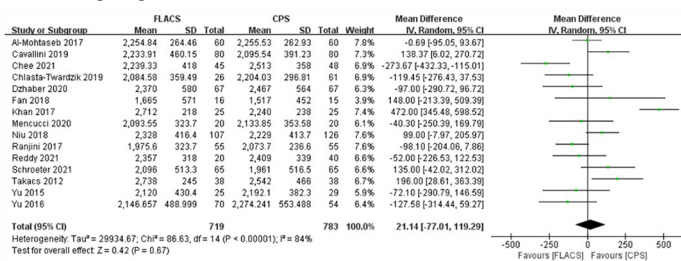 FLACS CPS Mean Difference Mean Difference
Study or Subgroup Mean SD Total Mean SD Total Weight IV, Random, 95% CI IV, Random, 95% CI
Al-Mohtaseb 2017 2,254.84 264.46 60 2,255.53 262.93 60 7.8% -0.69 [-95.05, 93.67]
Cavallini 2019 2,233.91 460.15 80 2,095.54 391.23 80 7.3% 138.37 [6.02, 270.72]
Chee 2021 2,239.33 418 45 2,513 358 48 6.9% -273.67 [-432.33, -115.01]
Chlasta-Twardzik 2019 2,084.58 359.49 26 2,204.03 296.81 61 6.9% -119.45 [-276.43, 37.53]
Dzhaber 2020 2,370 580 67 2,467 564 67 6.3% -97.00 [-290.72, 96.72]
Fan 2018 1,665 571 16 1,517 452 15 3.9% 148.00 [-213.39, 509.39]
Khan 2017 2,712 218 25 2,240 238 25 7.4% 472.00 [345.48, 598.52]
Mencucci 2020 2,093.55 323.7 20 2,133.85 353.58 20 6.1% -40.30 [-250.39, 169.79]
Niu 2018 2,328 416.4 107 2,229 413.7 126 7.6% 99.00 [-7.97, 205.97]
Ranjini 2017 1,975.6 323.7 55 2,073.7 236.6 55 7.6% -98.10 [-204.06, 7.86]
Reddy 2021 2,357 318 20 2,409 339 40 6.6% -52.00 [-226.53, 122.53]
Schroeter 2021 2,096 513.3 65 1,961 516.5 65 6.5% 135.00 [-42.02, 312.02]
Takacs 2012 2,738 245 38 2,542 466 38 6.8% 196.00 [28.61, 363.39]
Yu 2015 2,120 430.4 25 2,192.1 382.3 29 5.9% -72.10 [-290.79, 146.59]
Yu 2016 2,146.657 488.999 70 2,274.241 553.488 54 6.4% -127.58 [-314.44, 59.27]
Total (95% CI) 719 783 100.0% 21.14 [-77.01, 119.29]
Heterogeneity: Tau² = 29934.67; Chi² = 86.63, df = 14 (P < 0.00001); I² = 84%
Test for overall effect: Z = 0.42 (P = 0.67)
-500 -250 0 250 500
Favours [FLACS] Favours [CPS]